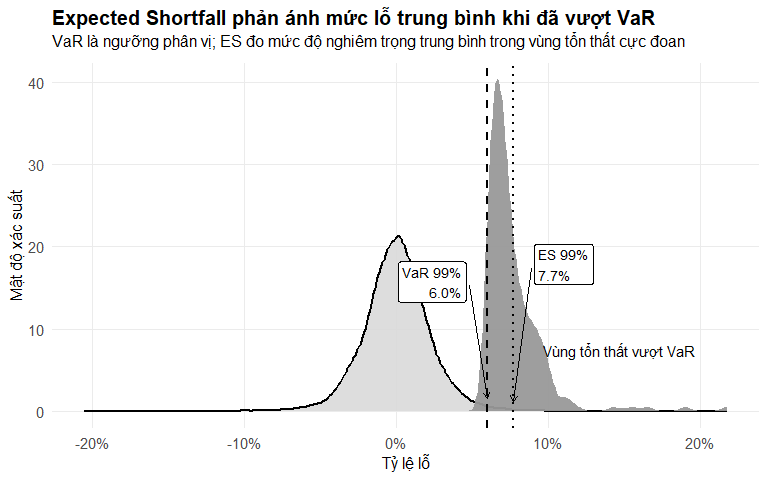 Expected Shortfall phản ánh mức lỗ trung bình khi đã vượt VaR
VaR là ngưỡng phân vị; ES đo mức độ nghiêm trọng trung bình trong vùng tổn thất cực đoan
Mật độ xác suất
40
30
20
10
0
VaR 99%
6.0%
ES 99%
7.7%
Vùng tổn thất vượt VaR
-20%
-10%
0%
10%
20%
Tỷ lệ lỗ